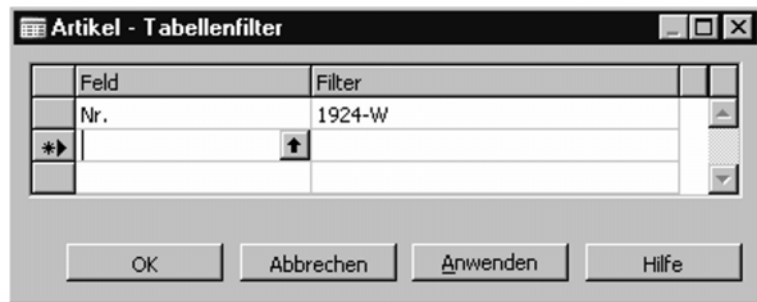 Artikel - Tabellenfilter
Feld Filter
Nr. 1924-W
OK Abbrechen Anwenden Hilfe